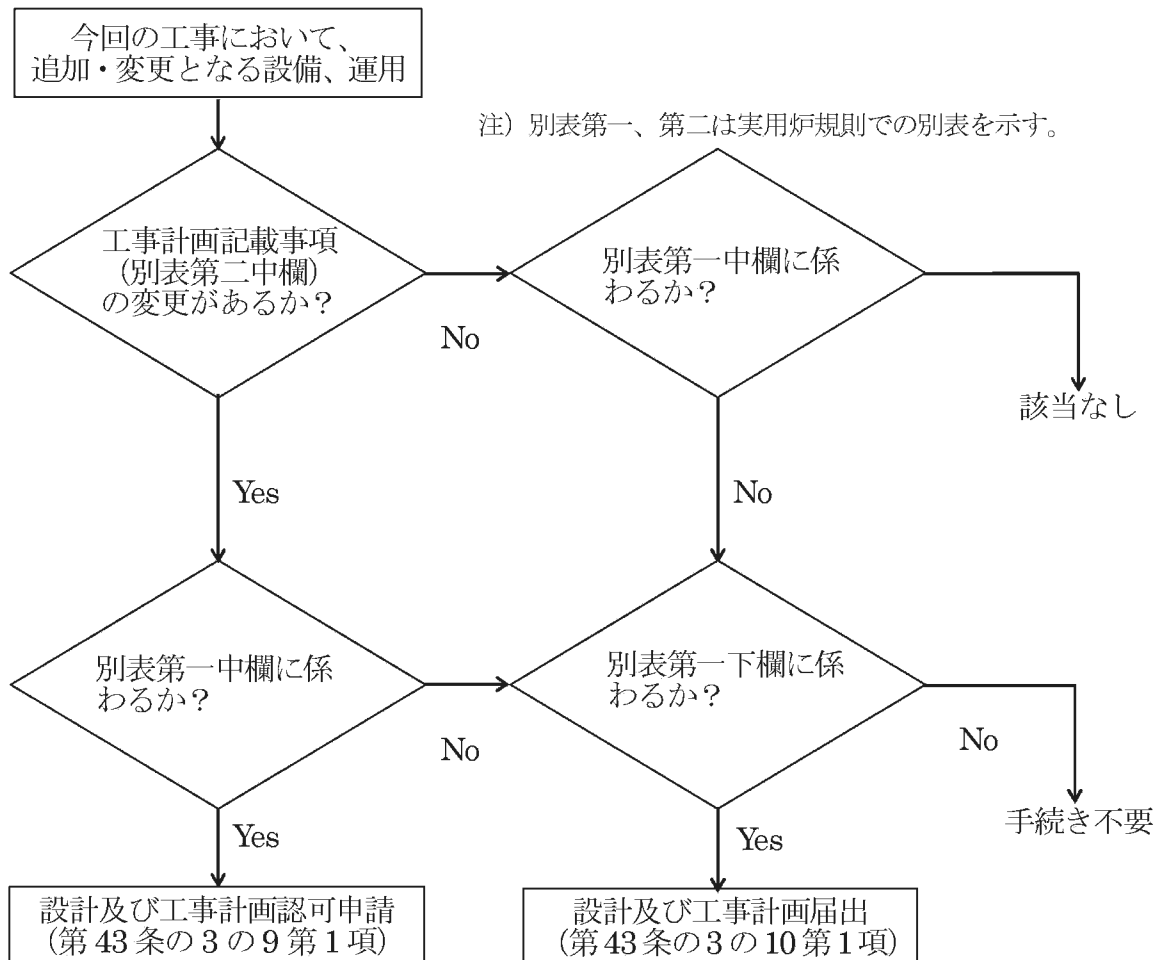 今回の工事において、
追加・変更となる設備、運用
注）別表第一、第二は実用炉規則での別表を示す。
工事計画記載事項
(別表第二中欄)
の変更があるか？
No
別表第一中欄に係
わるか？
該当なし
Yes
No
別表第一中欄に係
わるか？
No
別表第一下欄に係
わるか？
No
手続き不要
Yes
Yes
設計及び工事計画認可申請
(第 43 条の 3 の 9 第 1 項)
設計及び工事計画届出
(第 43 条の 3 の 10 第 1 項)